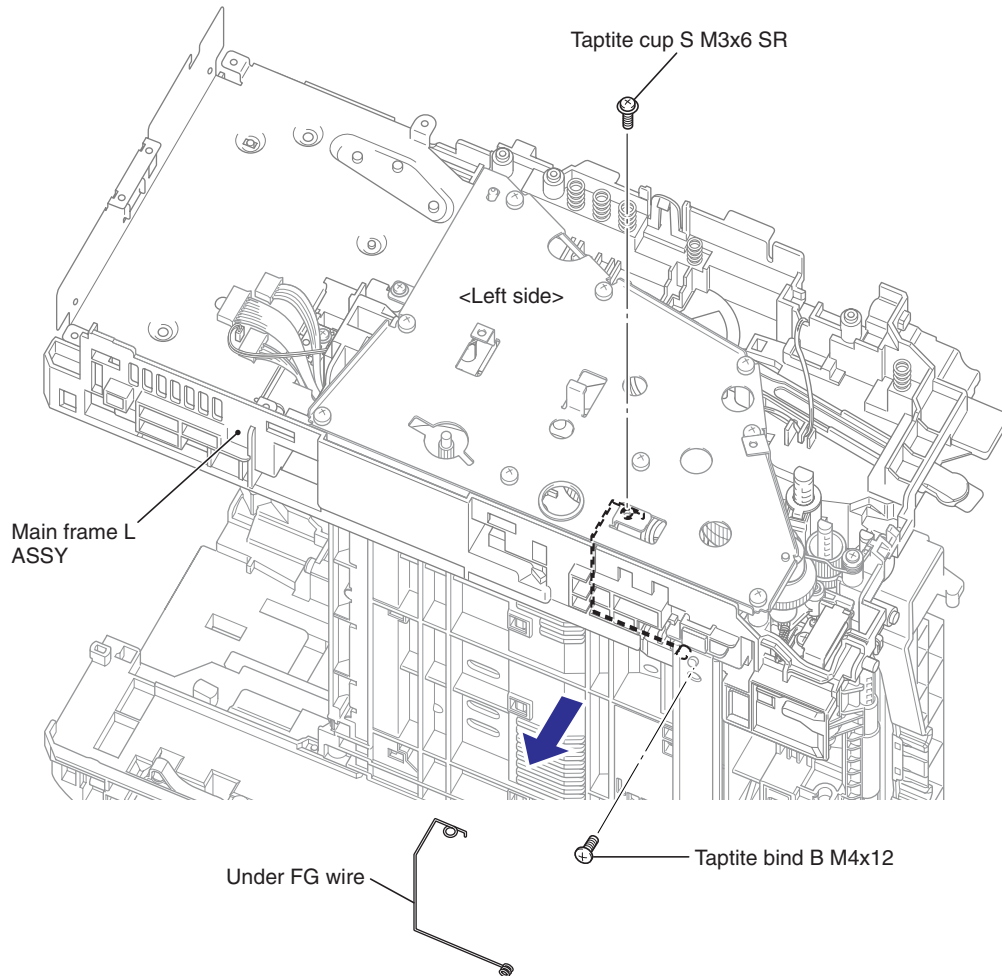 Taptite cup S M3x6 SR
<Left side>
Main frame L
ASSY
Taptite bind B M4x12
Under FG wire